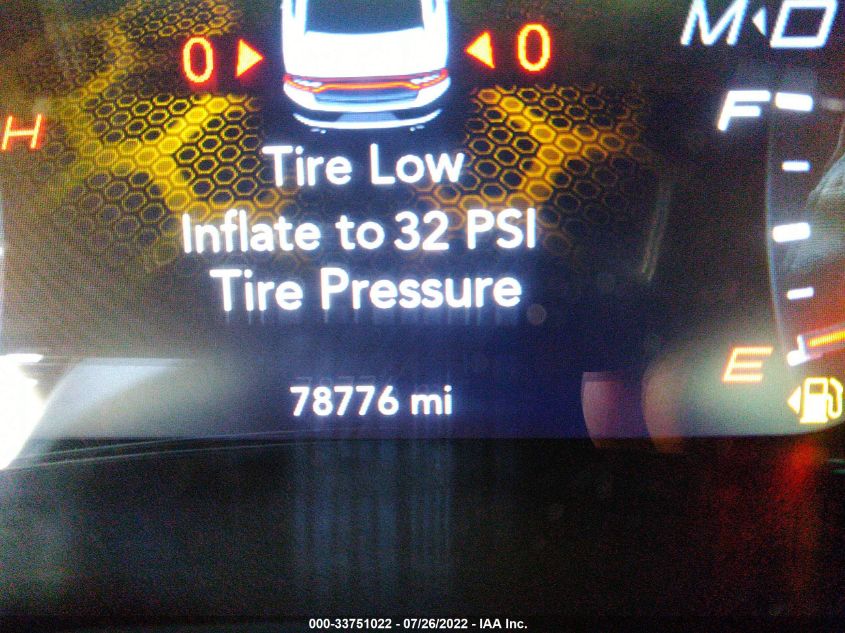 M D
0 0
F
H
Tire Low
Inflate to 32 PSI
Tire Pressure
E
78776 mi
000-33751022 - 07/26/2022 - IAA Inc.